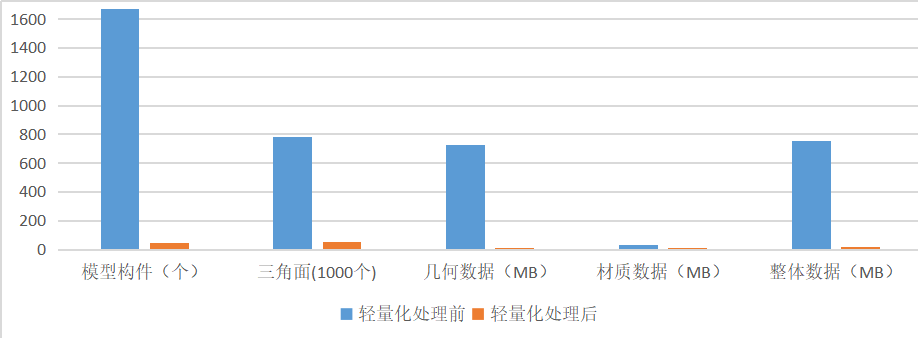 1600
1400
1200
1000
800
600
400
200
0
模型构件（个）
三角面(1000个)
几何数据（MB）
材质数据（MB）
整体数据（MB）
轻量化处理前
轻量化处理后